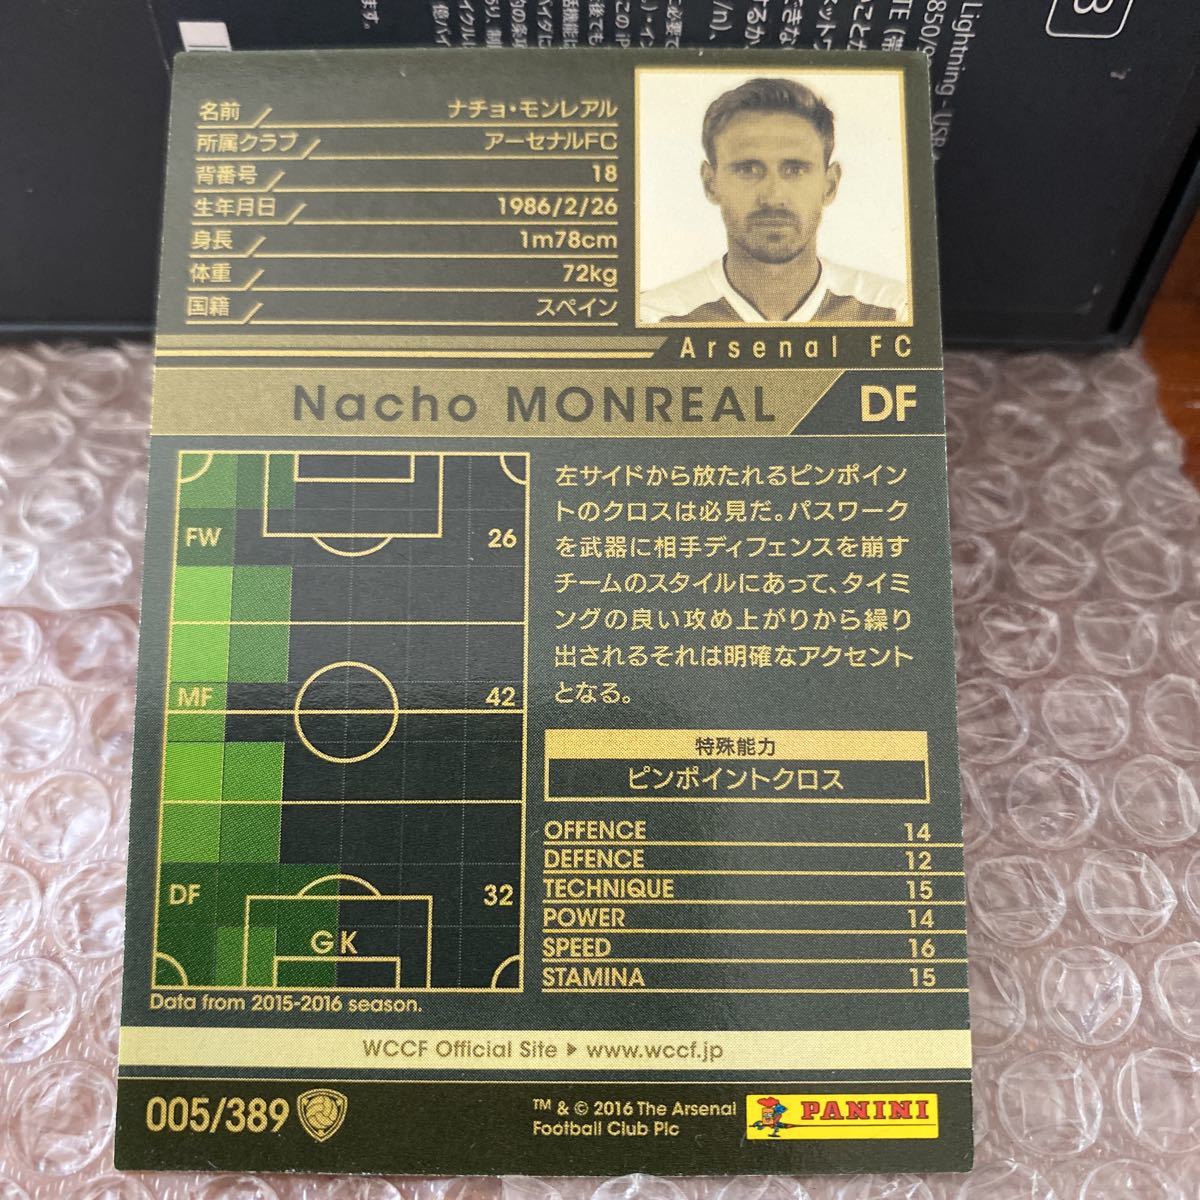 Lightning - USB
名前 ナチョ・モンレアル
所属クラブ アーセナルFC
背番号 18
生年月日 1986/2/26
身長 1m78cm
体重 72kg
国籍 スペイン
Arsenal FC
Nacho MONREAL DF
FW 26
MF 42
DF 32
GK
Data from 2015-2016 season.
左サイドから放たれるピンポイン
トのクロスは必見だ。パスワーク
を武器に相手ディフェンスを崩す
チームのスタイルにあって、タイミ
ングの良い攻め上がりから繰り
出されるそれは明確なアクセント
となる。
特殊能力
ピンポイントクロス
OFFENCE 14
DEFENCE 12
TECHNIQUE 15
POWER 14
SPEED 16
STAMINA 15
WCCF Official Site ▶ www.wccf.jp
005/389
TM & © 2016 The Arsenal
Football Club Plc
PANINI